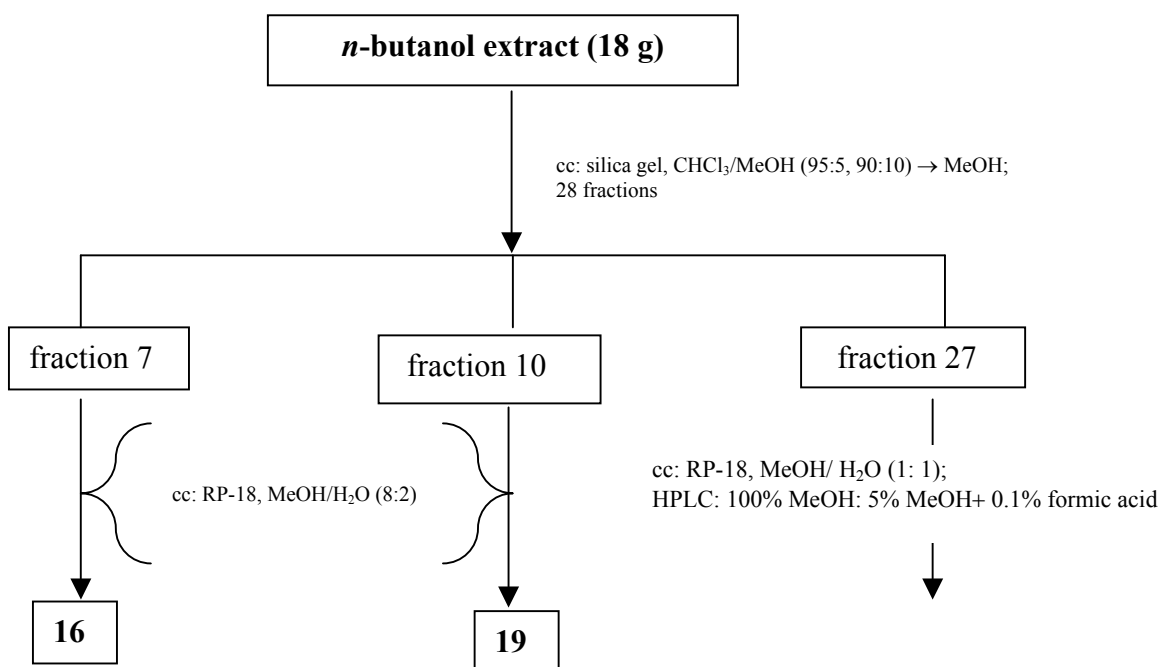 n-butanol extract (18 g)
cc: silica gel, CHCl₃/MeOH (95:5, 90:10) → MeOH;
28 fractions
fraction 7
fraction 10
fraction 27
cc: RP-18, MeOH/H₂O (8:2)
cc: RP-18, MeOH/ H₂O (1: 1);
HPLC: 100% MeOH: 5% MeOH+ 0.1% formic acid
16
19